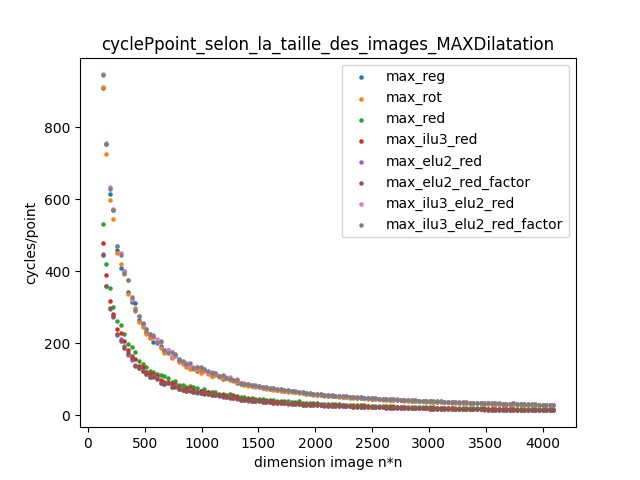 cyclePpoint_selon_la_taille_des_images_MAXDilatation
max_reg
max_rot
max_red
max_ilu3_red
max_elu2_red
max_elu2_red_factor
max_ilu3_elu2_red
max_ilu3_elu2_red_factor
cycles/point
800
600
400
200
0
0 500 1000 1500 2000 2500 3000 3500 4000
dimension image n*n